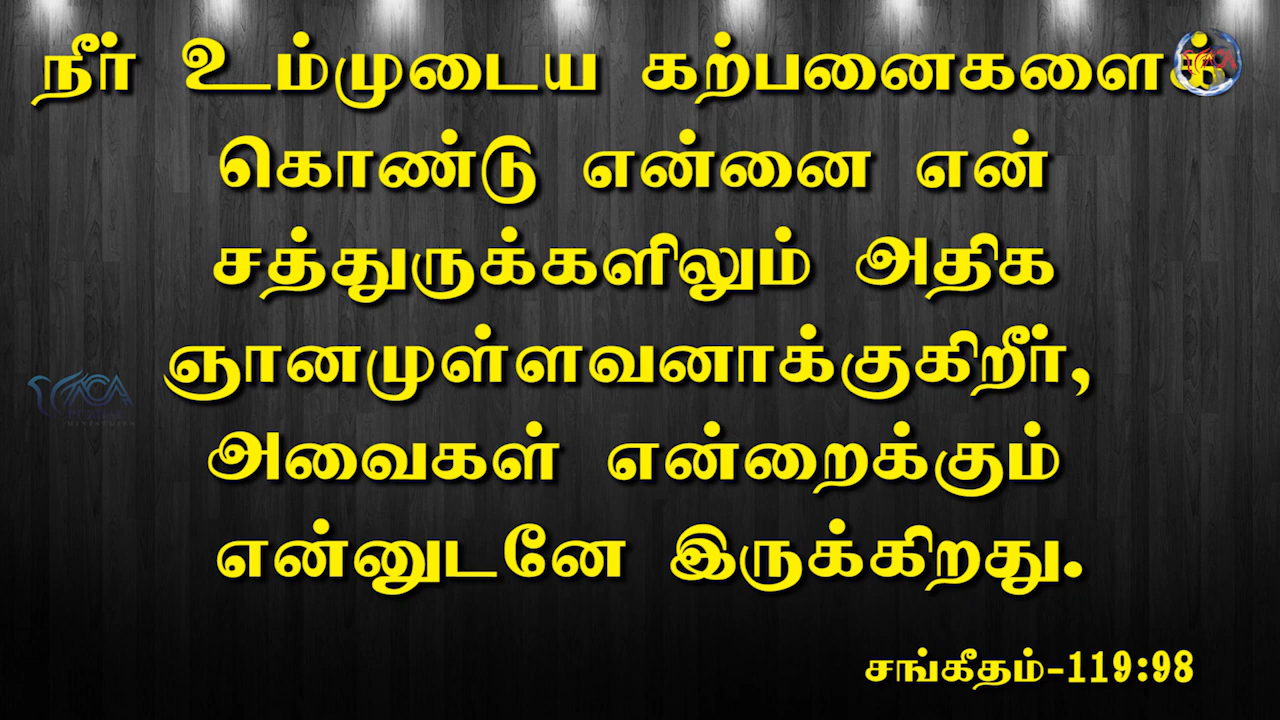 நீர் உம்முடைய கற்பனைகளைக்
கொண்டு என்னை என்
சத்துருக்களிலும் அதிக
ஞானமுள்ளவனாக்குகிறீர்,
அவைகள் என்றைக்கும்
என்னுடனே இருக்கிறது.
சங்கீதம்-119:98